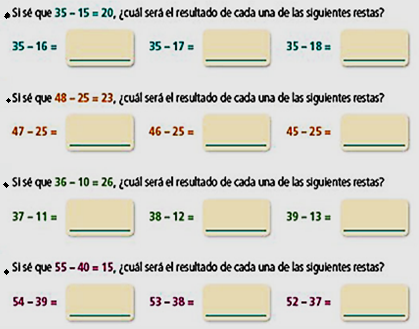 Si sé que 35 – 15 = 20, ¿cuál será el resultado de cada una de las siguientes restas?
35 – 16 = 35 – 17 = 35 – 18 =
Si sé que 48 – 25 = 23, ¿cuál será el resultado de cada una de las siguientes restas?
47 – 25 = 46 – 25 = 45 – 25 =
Si sé que 36 – 10 = 26, ¿cuál será el resultado de cada una de las siguientes restas?
37 – 11 = 38 – 12 = 39 – 13 =
Si sé que 55 – 40 = 15, ¿cuál será el resultado de cada una de las siguientes restas?
54 – 39 = 53 – 38 = 52 – 37 =